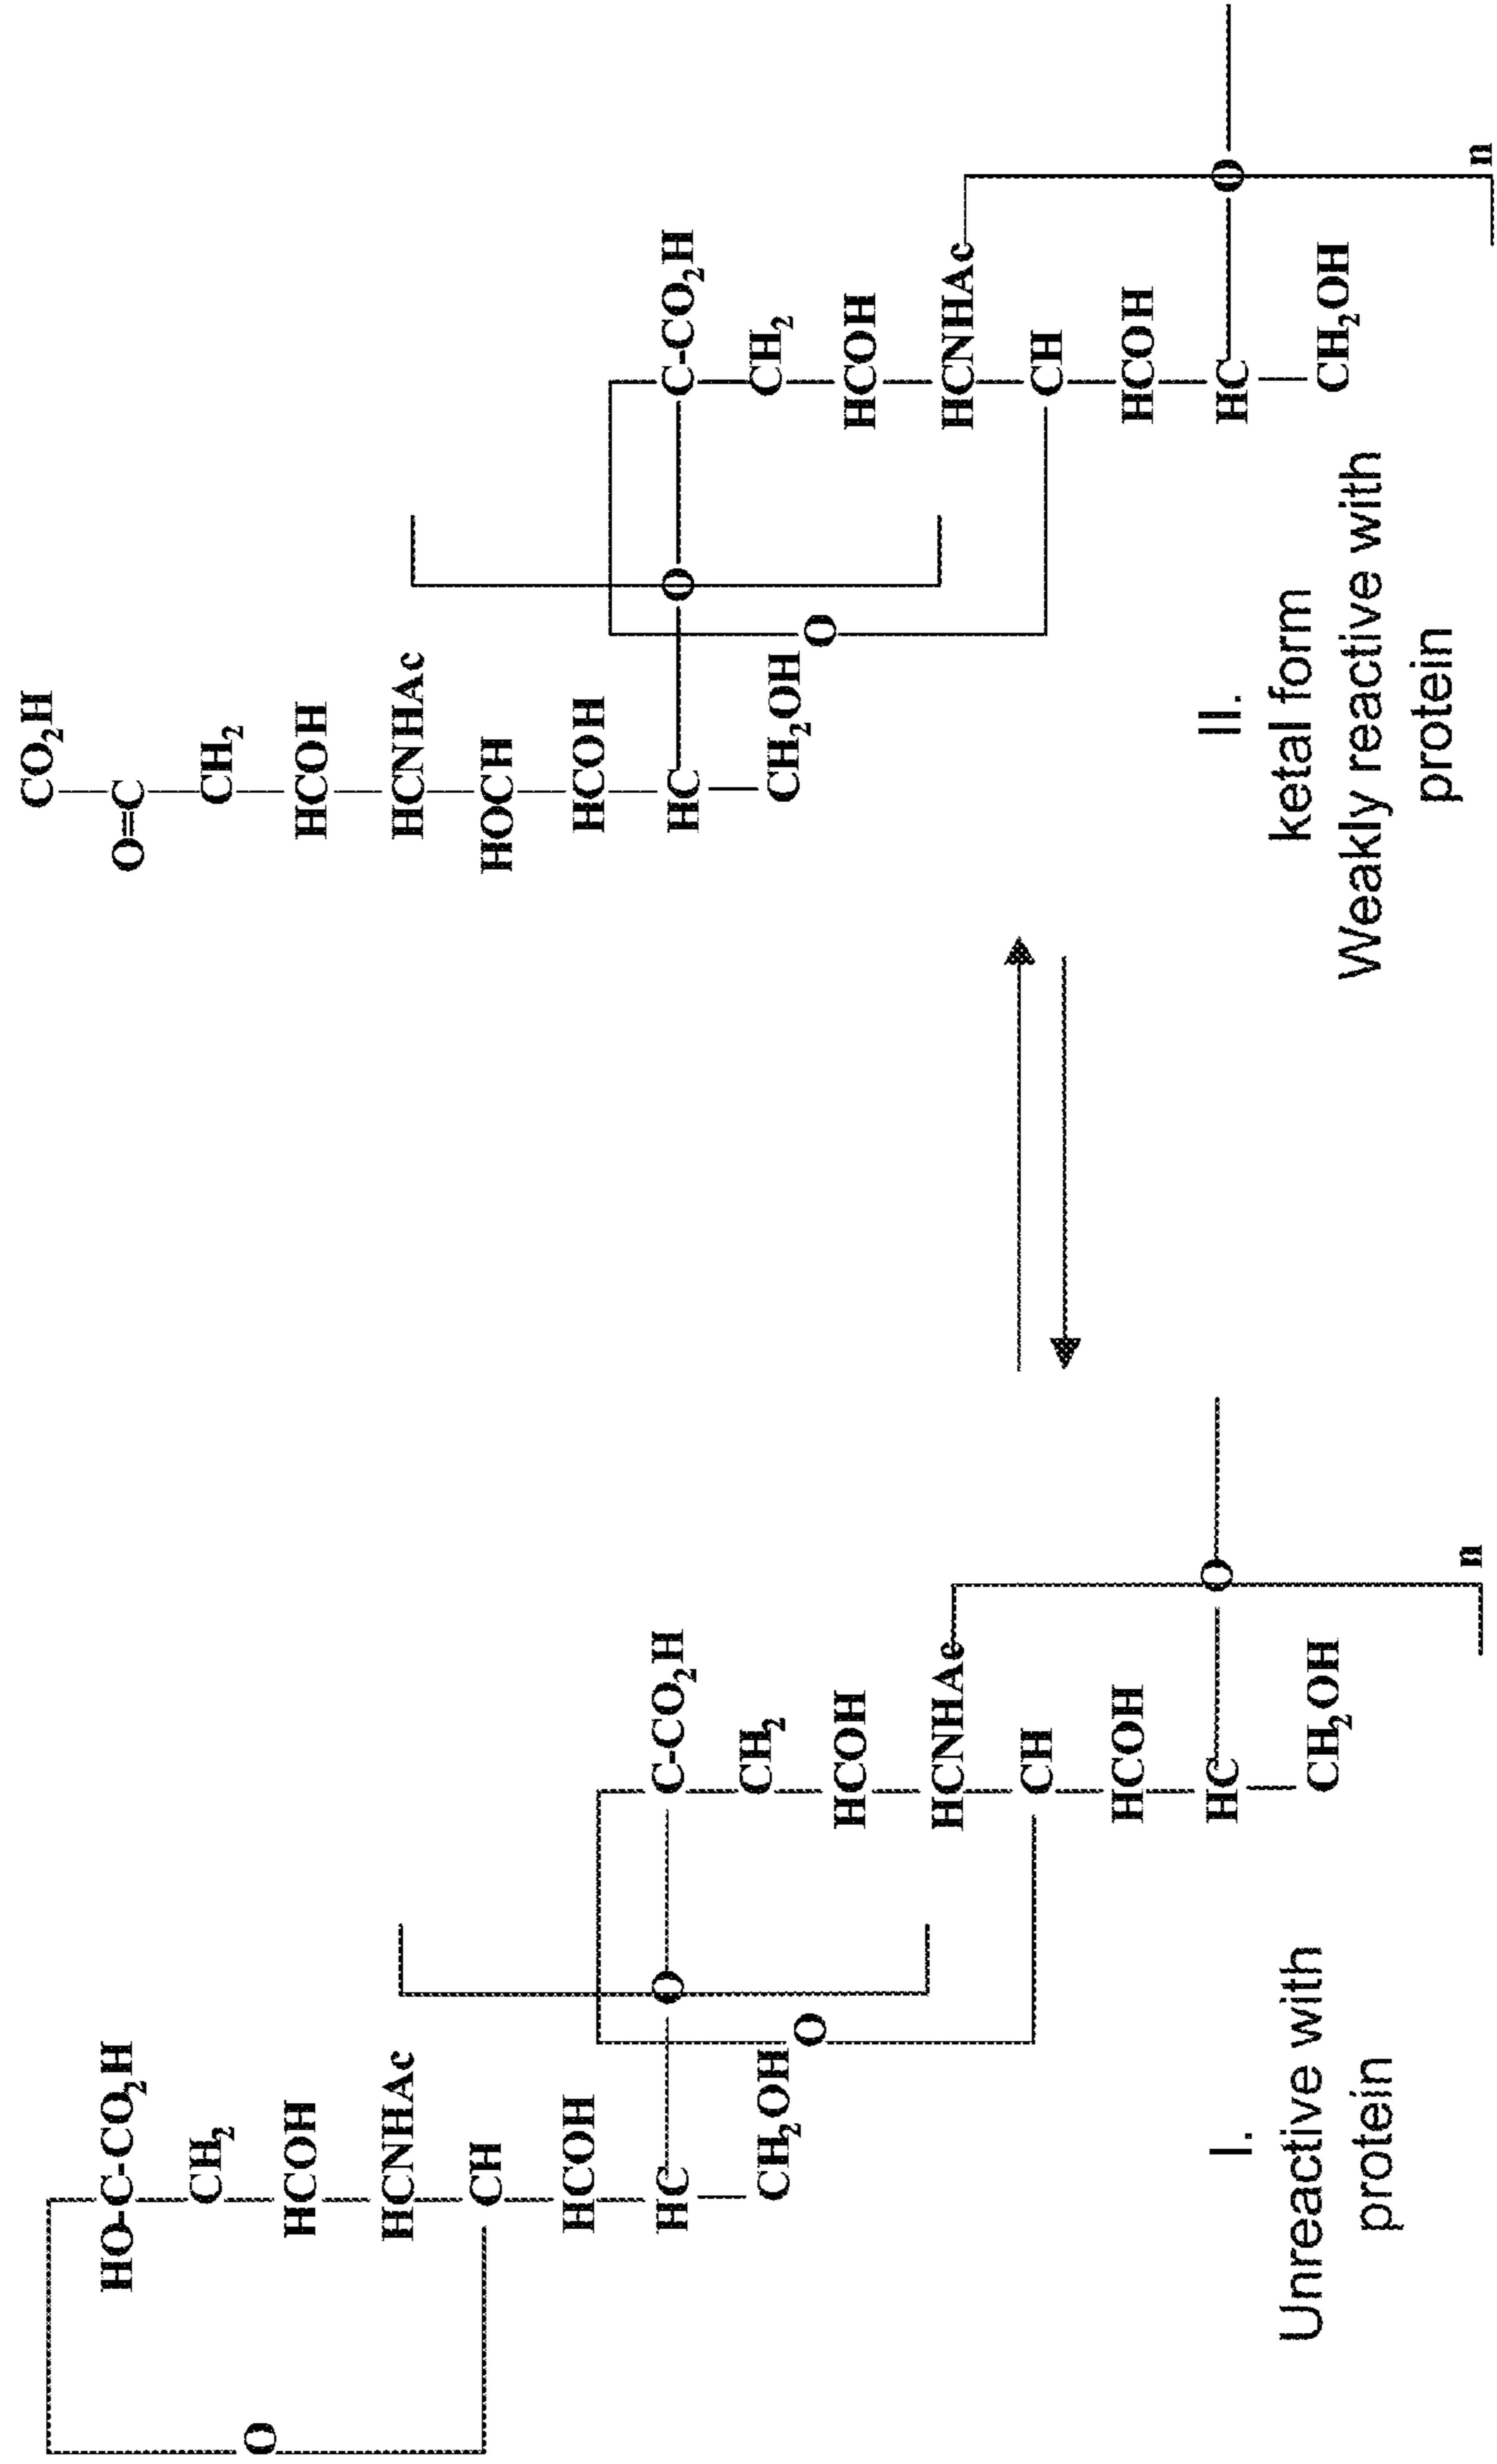 O
HO-C-CO₂H
CH₂
HCOH
HCNHAc
CH
HCOH
HC
CH₂OH
O
O
C-CO₂H
CH₂
HCOH
HCNHAc
CH
HCOH
HC
CH₂OH
O
n
I.
Unreactive with
protein
CO₂H
O=C
CH₂
HCOH
HCNHAc
HOCH
HCOH
HC
CH₂OH
O
O
C-CO₂H
CH₂
HCOH
HCNHAc
CH
HCOH
HC
CH₂OH
O
n
II.
ketal form
Weakly reactive with
protein